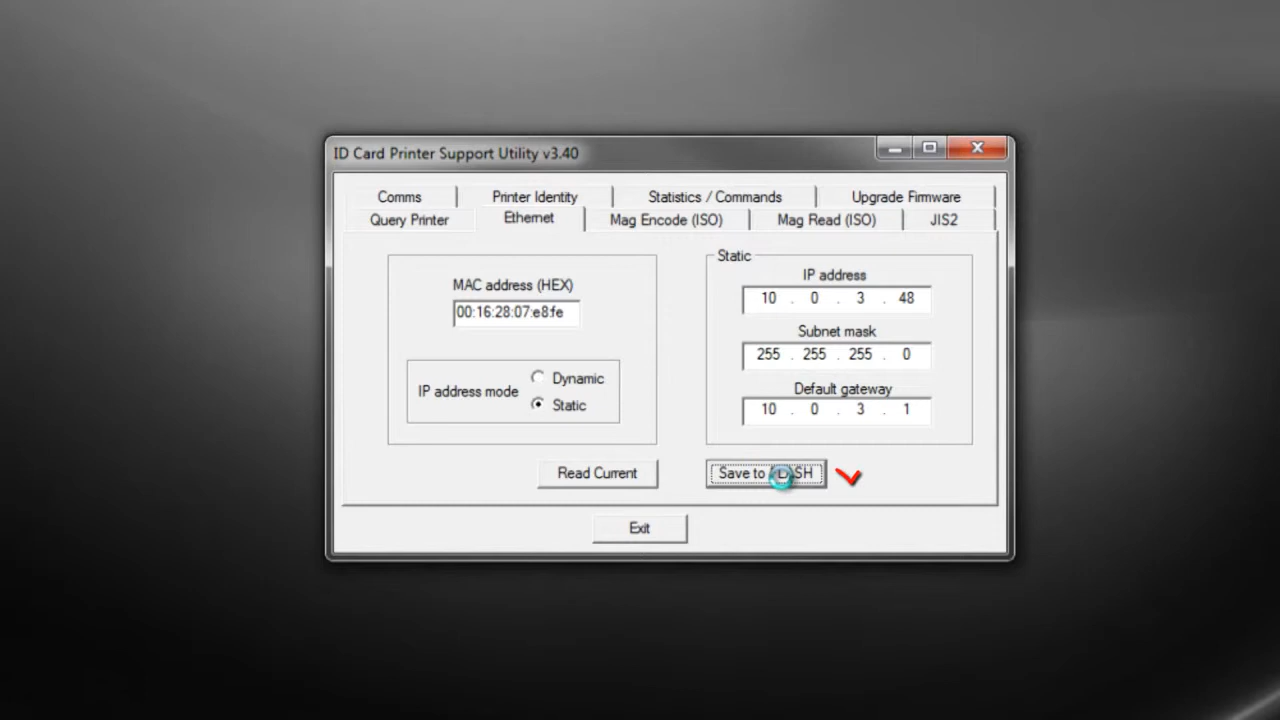 ID Card Printer Support Utility v3.40
Comms Printer Identity Statistics / Commands Upgrade Firmware
Query Printer Ethernet Mag Encode (ISO) Mag Read (ISO) JIS2
MAC address (HEX)
00:16:28:07:e8:fe
IP address mode
Dynamic
Static
Read Current
Static
IP address
10 . 0 . 3 . 48
Subnet mask
255 . 255 . 255 . 0
Default gateway
10 . 0 . 3 . 1
Save to
Exit